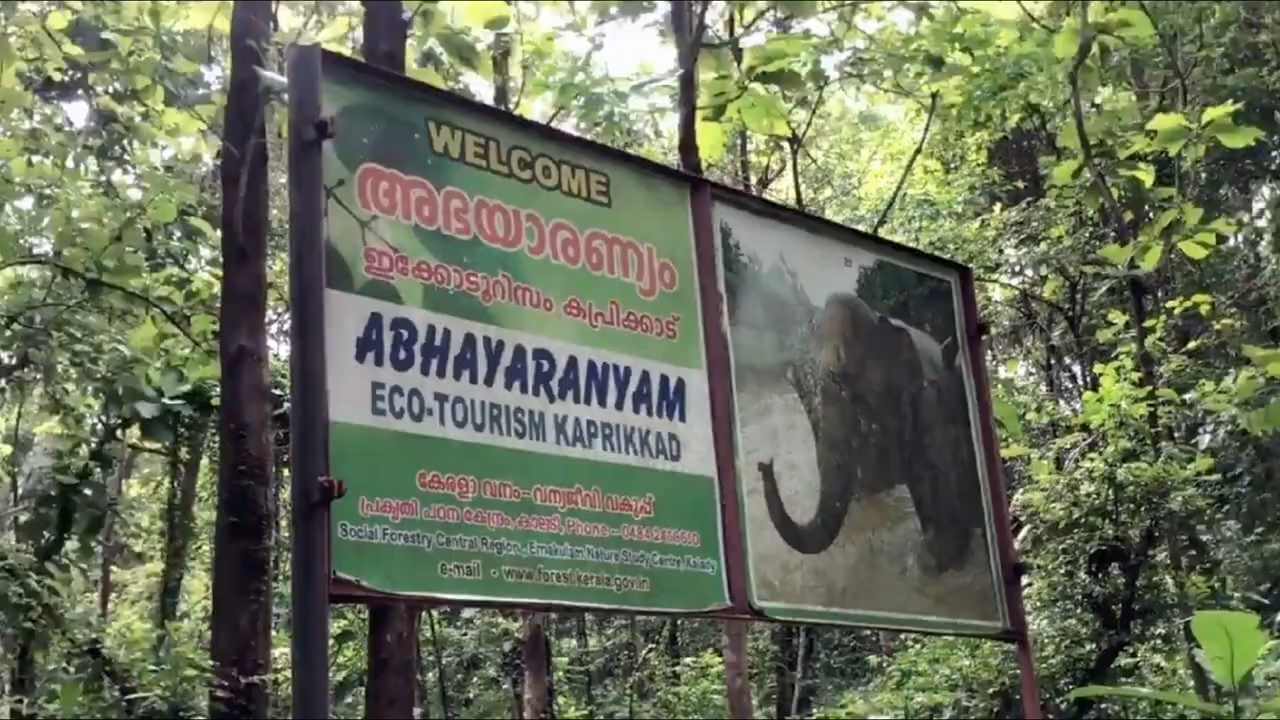 WELCOME
അഭയാരണ്യം
ഇക്കോടൂറിസം കപ്രിക്കാട്
ABHAYARANYAM
ECO-TOURISM KAPRIKKAD
കേരളാ വനം-വന്യജീവി വകുപ്പ്
പ്രകൃതി പഠന കേന്ദ്രം, കാലടി, Phone - 0484
Social Forestry Central Region, Ernakulam Nature Study Centre, Kalady
e-mail - www.forest.kerala.gov.in